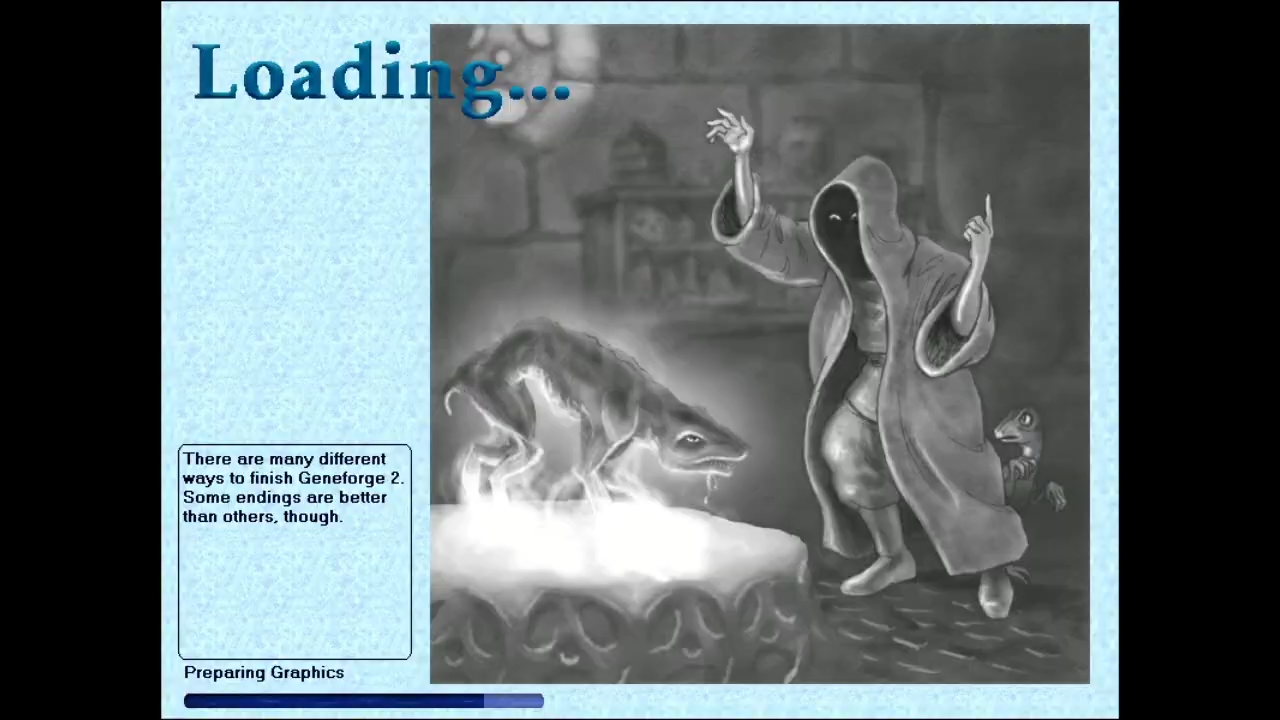 Loading...
There are many different
ways to finish Geneforge 2.
Some endings are better
than others, though.
Preparing Graphics